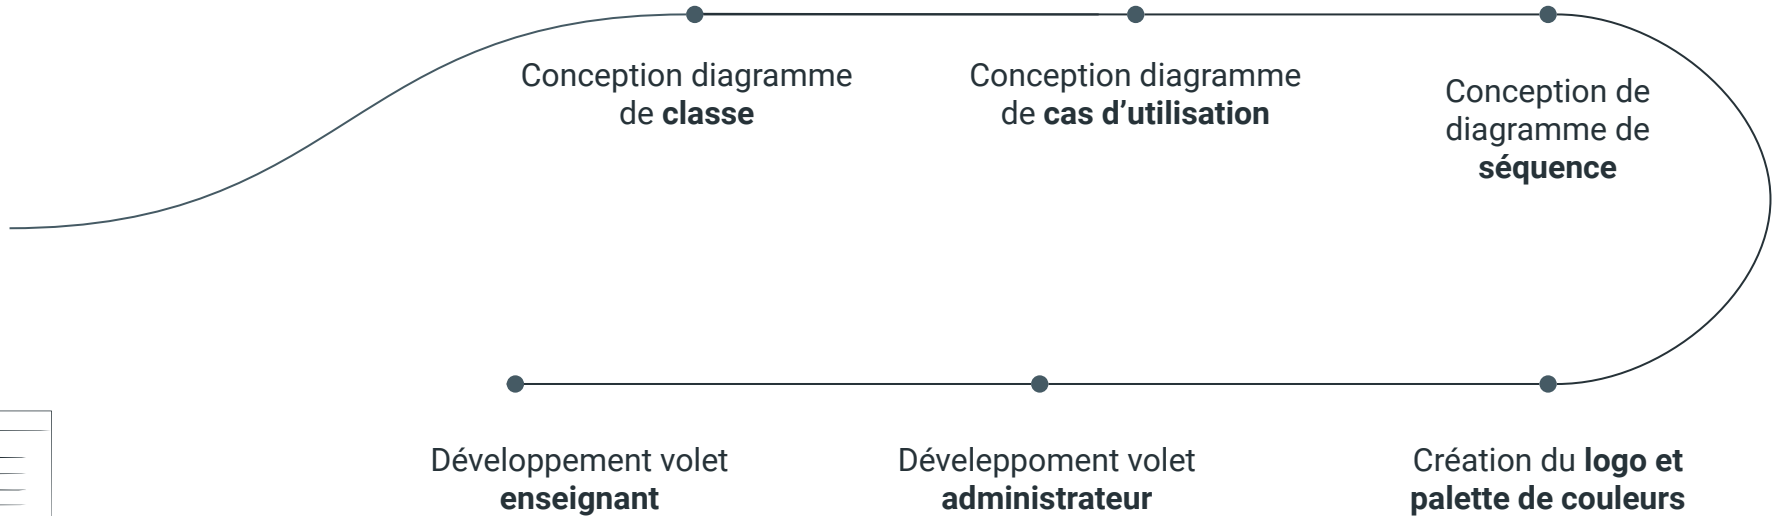 Conception diagramme
de classe
Conception diagramme
de cas d’utilisation
Conception de
diagramme de
séquence
Développement volet
enseignant
Déveleppoment volet
administrateur
Création du logo et
palette de couleurs